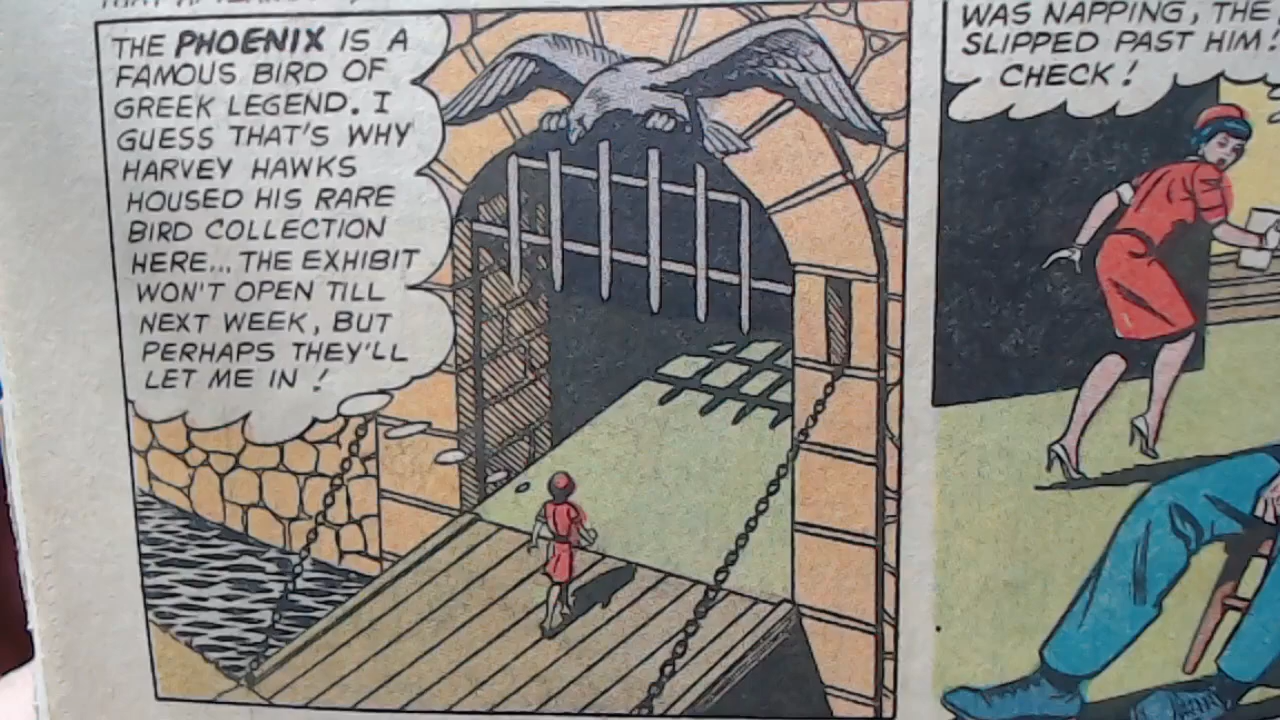 THE PHOENIX IS A
FAMOUS BIRD OF
GREEK LEGEND. I
GUESS THAT'S WHY
HARVEY HAWKS
HOUSED HIS RARE
BIRD COLLECTION
HERE... THE EXHIBIT
WON'T OPEN TILL
NEXT WEEK, BUT
PERHAPS THEY'LL
LET ME IN!
WAS NAPPING, THE
SLIPPED PAST HIM!
CHECK!